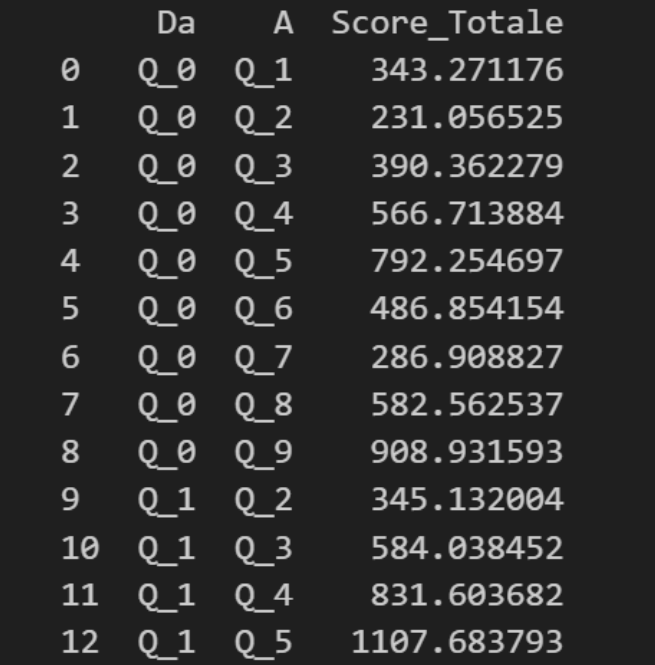 Da A Score_Totale
0 Q_0 Q_1 343.271176
1 Q_0 Q_2 231.056525
2 Q_0 Q_3 390.362279
3 Q_0 Q_4 566.713884
4 Q_0 Q_5 792.254697
5 Q_0 Q_6 486.854154
6 Q_0 Q_7 286.908827
7 Q_0 Q_8 582.562537
8 Q_0 Q_9 908.931593
9 Q_1 Q_2 345.132004
10 Q_1 Q_3 584.038452
11 Q_1 Q_4 831.603682
12 Q_1 Q_5 1107.683793